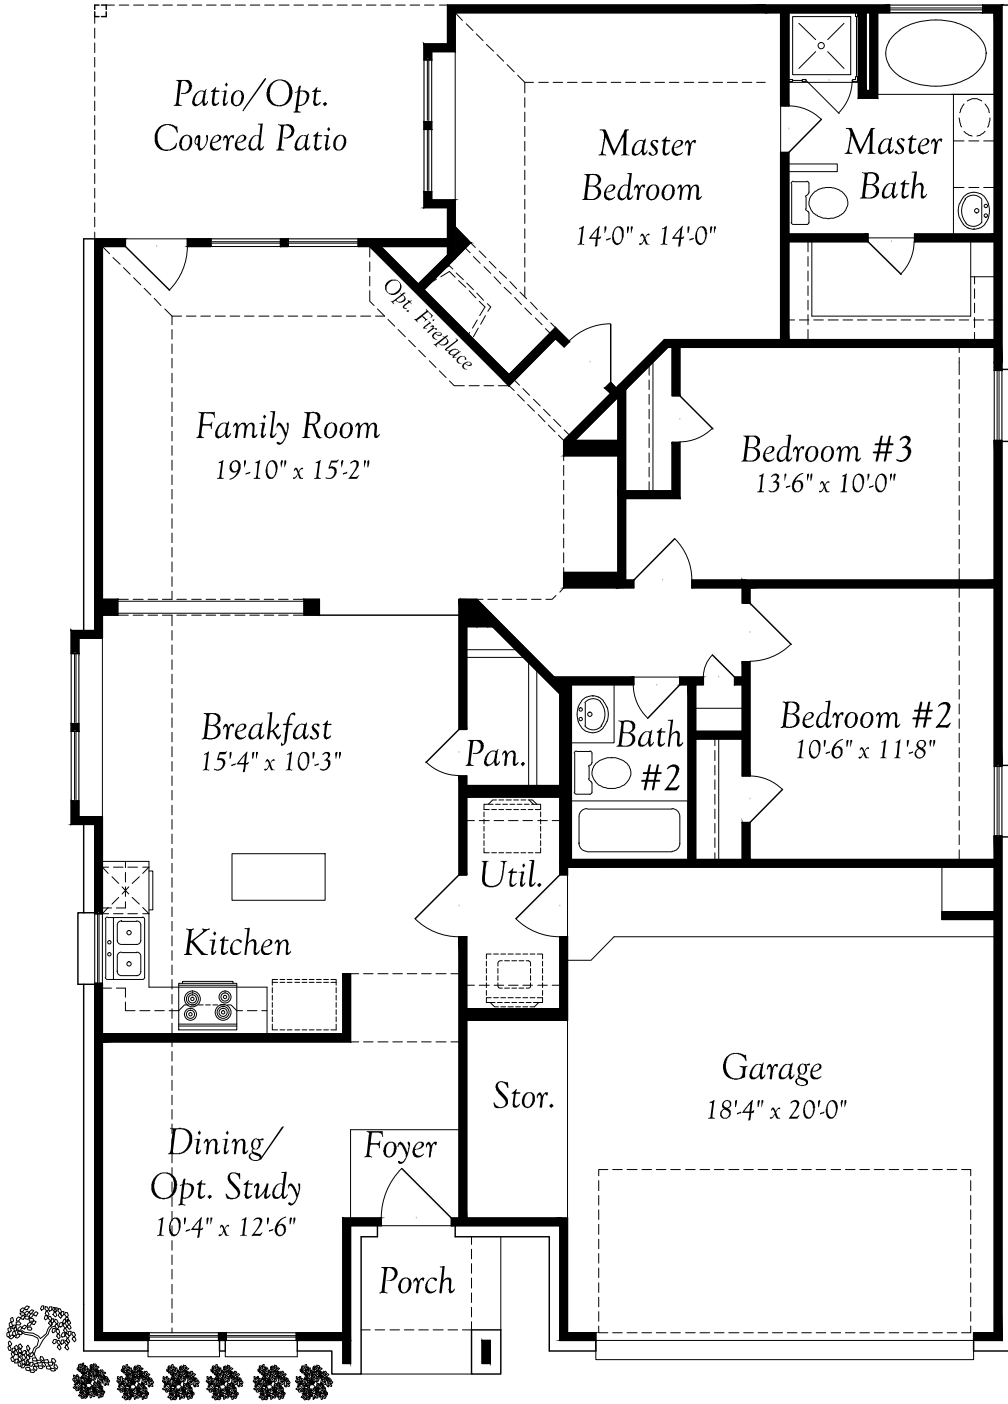 Patio/Opt.
Covered Patio
Master
Bedroom
14'-0" x 14'-0"
Master
Bath
Opt. Fireplace
Family Room
19'-10" x 15'-2"
Bedroom #3
13'-6" x 10'-0"
Breakfast
15'-4" x 10'-3"
Pan.
Bath
#2
Bedroom #2
10'-6" x 11'-8"
Util.
Kitchen
Garage
18'-4" x 20'-0"
Stor.
Dining/
Opt. Study
10'-4" x 12'-6"
Foyer
Porch